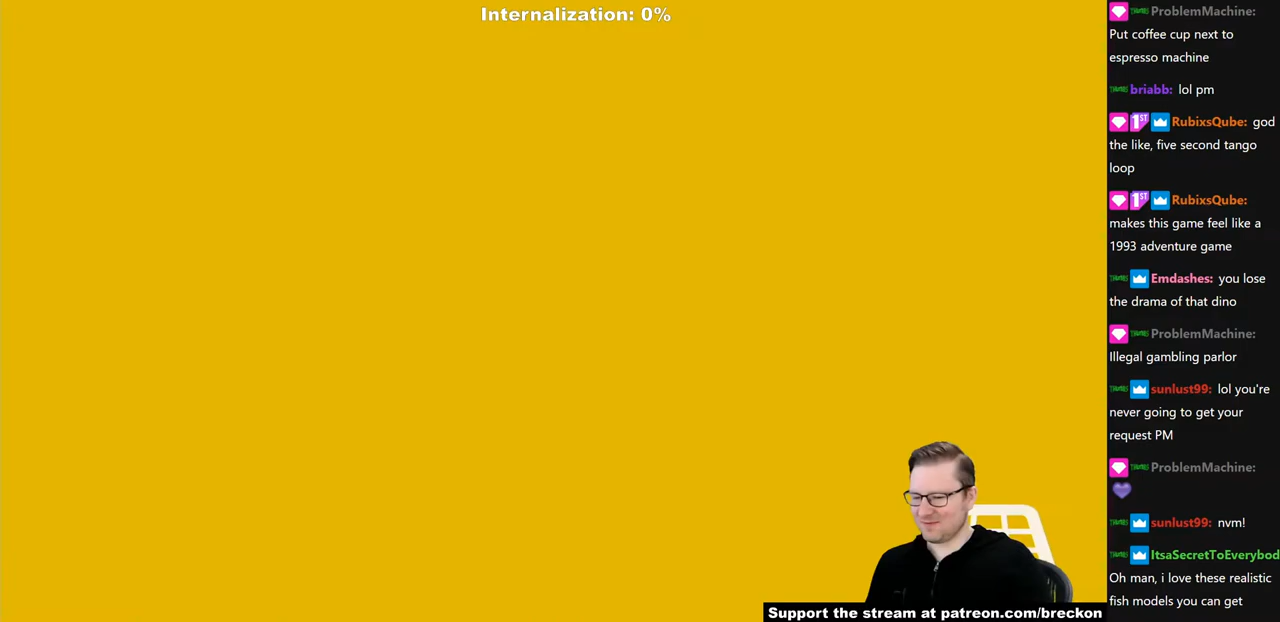 Internalization: 0%
ProblemMachine:
Put coffee cup next to
espresso machine
briabb: lol pm
RubixsQube: god
the like, five second tango
loop
RubixsQube:
makes this game feel like a
1993 adventure game
Emdashes: you lose
the drama of that dino
ProblemMachine:
Illegal gambling parlor
sunlust99: lol you're
never going to get your
request PM
ProblemMachine:
sunlust99: nvm!
ItsaSecretToEverybod
Oh man, i love these realistic
fish models you can get
Support the stream at patreon.com/breckon